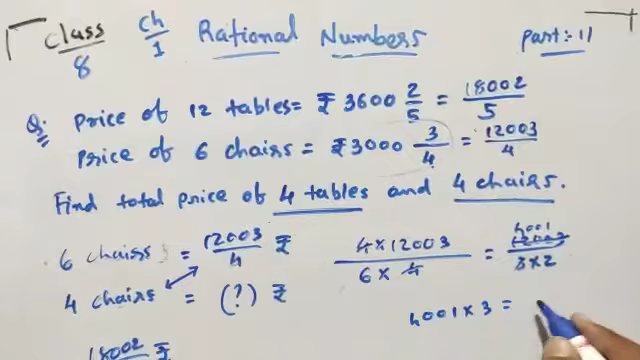 Class 8 ch 1 Rational Numbers part:-11
Q: Price of 12 tables= ₹ 3600 2/5 = 18002/5
Price of 6 chairs = ₹3000 3/4 = 12003/4
Find total price of 4 tables and 4 chairs.
6 chairs = 12003/4 ₹
4 chairs = (?) ₹
4×12003 / 6×4 = 4001 12003 / 3×2
4001×3 =
18002 ₹